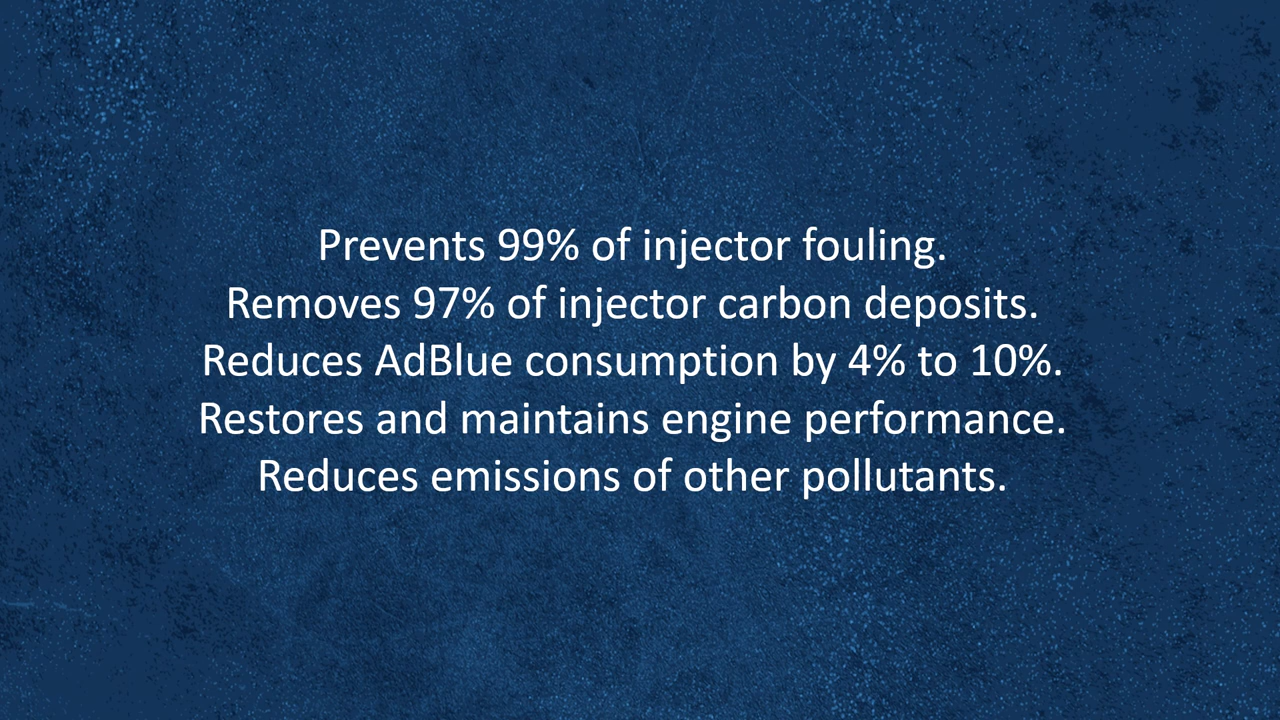 Prevents 99% of injector fouling.
Removes 97% of injector carbon deposits.
Reduces AdBlue consumption by 4% to 10%.
Restores and maintains engine performance.
Reduces emissions of other pollutants.